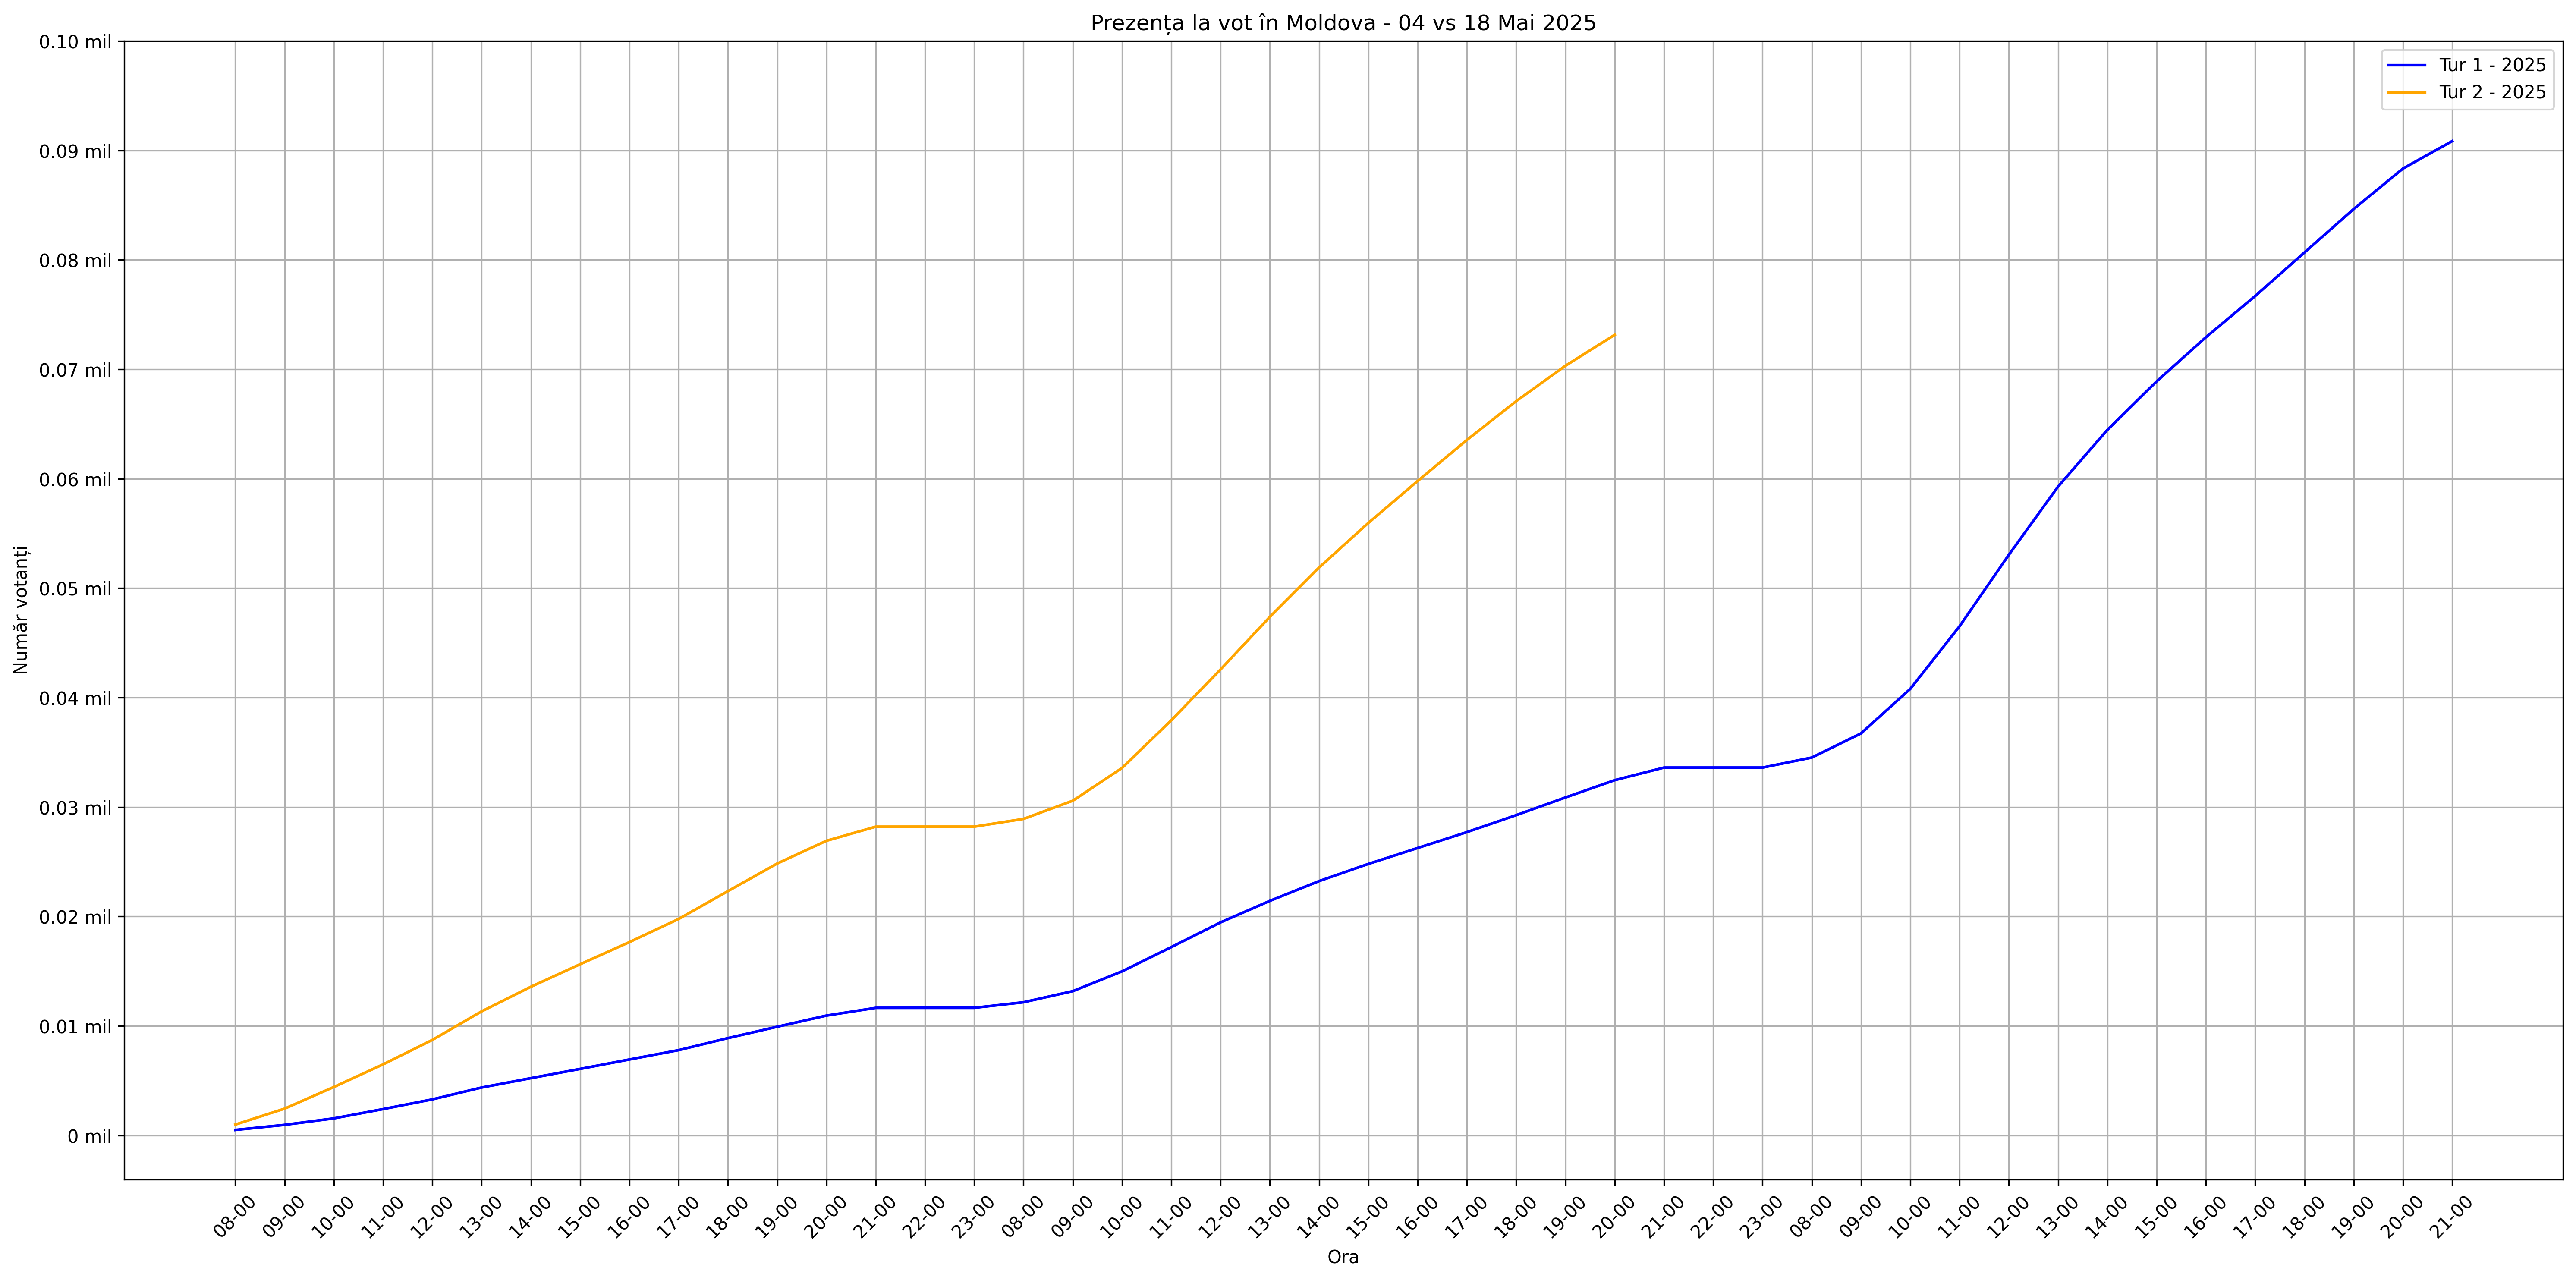 Prezența la vot în Moldova - 04 vs 18 Mai 2025
Tur 1 - 2025
Tur 2 - 2025
0.10 mil
0.09 mil
0.08 mil
0.07 mil
0.06 mil
0.05 mil
0.04 mil
0.03 mil
0.02 mil
0.01 mil
0 mil
Număr votanți
08-00 09-00 10-00 11-00 12-00 13-00 14-00 15-00 16-00 17-00 18-00 19-00 20-00 21-00 22-00 23-00 08-00 09-00 10-00 11-00 12-00 13-00 14-00 15-00 16-00 17-00 18-00 19-00 20-00 21-00 22-00 23-00 08-00 09-00 10-00 11-00 12-00 13-00 14-00 15-00 16-00 17-00 18-00 19-00 20-00 21-00
Ora